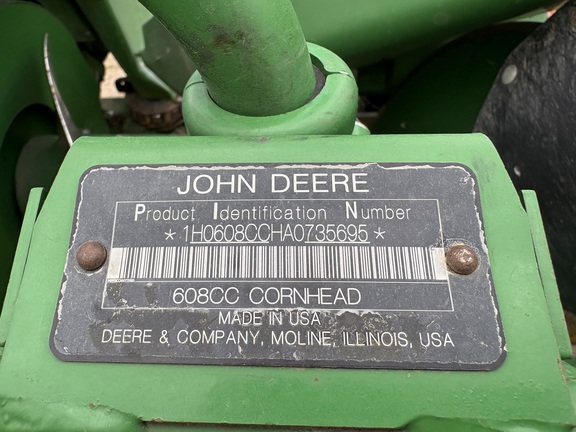 JOHN DEERE
Product Identification Number
*1H0608CCHA0735695*
608CC CORNHEAD
MADE IN USA
DEERE & COMPANY, MOLINE, ILLINOIS, USA